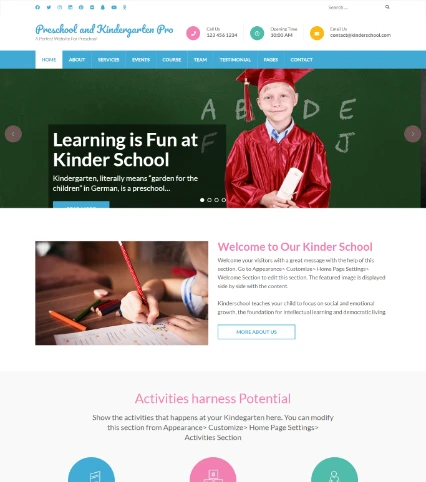 Search ...
Preschool and Kindergarten Pro
A Perfect Website For Preschool
Call Us
123 456 1234
Opening Time
10:00 AM
Email Us
contact@kinderschool.com
HOME ABOUT SERVICES EVENTS COURSE TEAM TESTIMONIAL PAGES CONTACT
A B D E
F J
Learning is Fun at
Kinder School
Kindergarten, literally means “garden for the
children” in German, is a preschool...
Welcome to Our Kinder School
Welcome your visitors with a great message with the help of this
section. Go to Appearance> Customize> Home Page Settings>
Welcome Section to edit this section. The featured image is displayed
side by side with the content.
Kinderschool teaches your child to focus on social and emotional
growth, the foundation for intellectual learning and democratic living.
MORE ABOUT US
Activities harness Potential
Show the activities that happens at your Kindegarten here. You can modify
this section from Appearance> Customize> Home Page Settings>
Activities Section